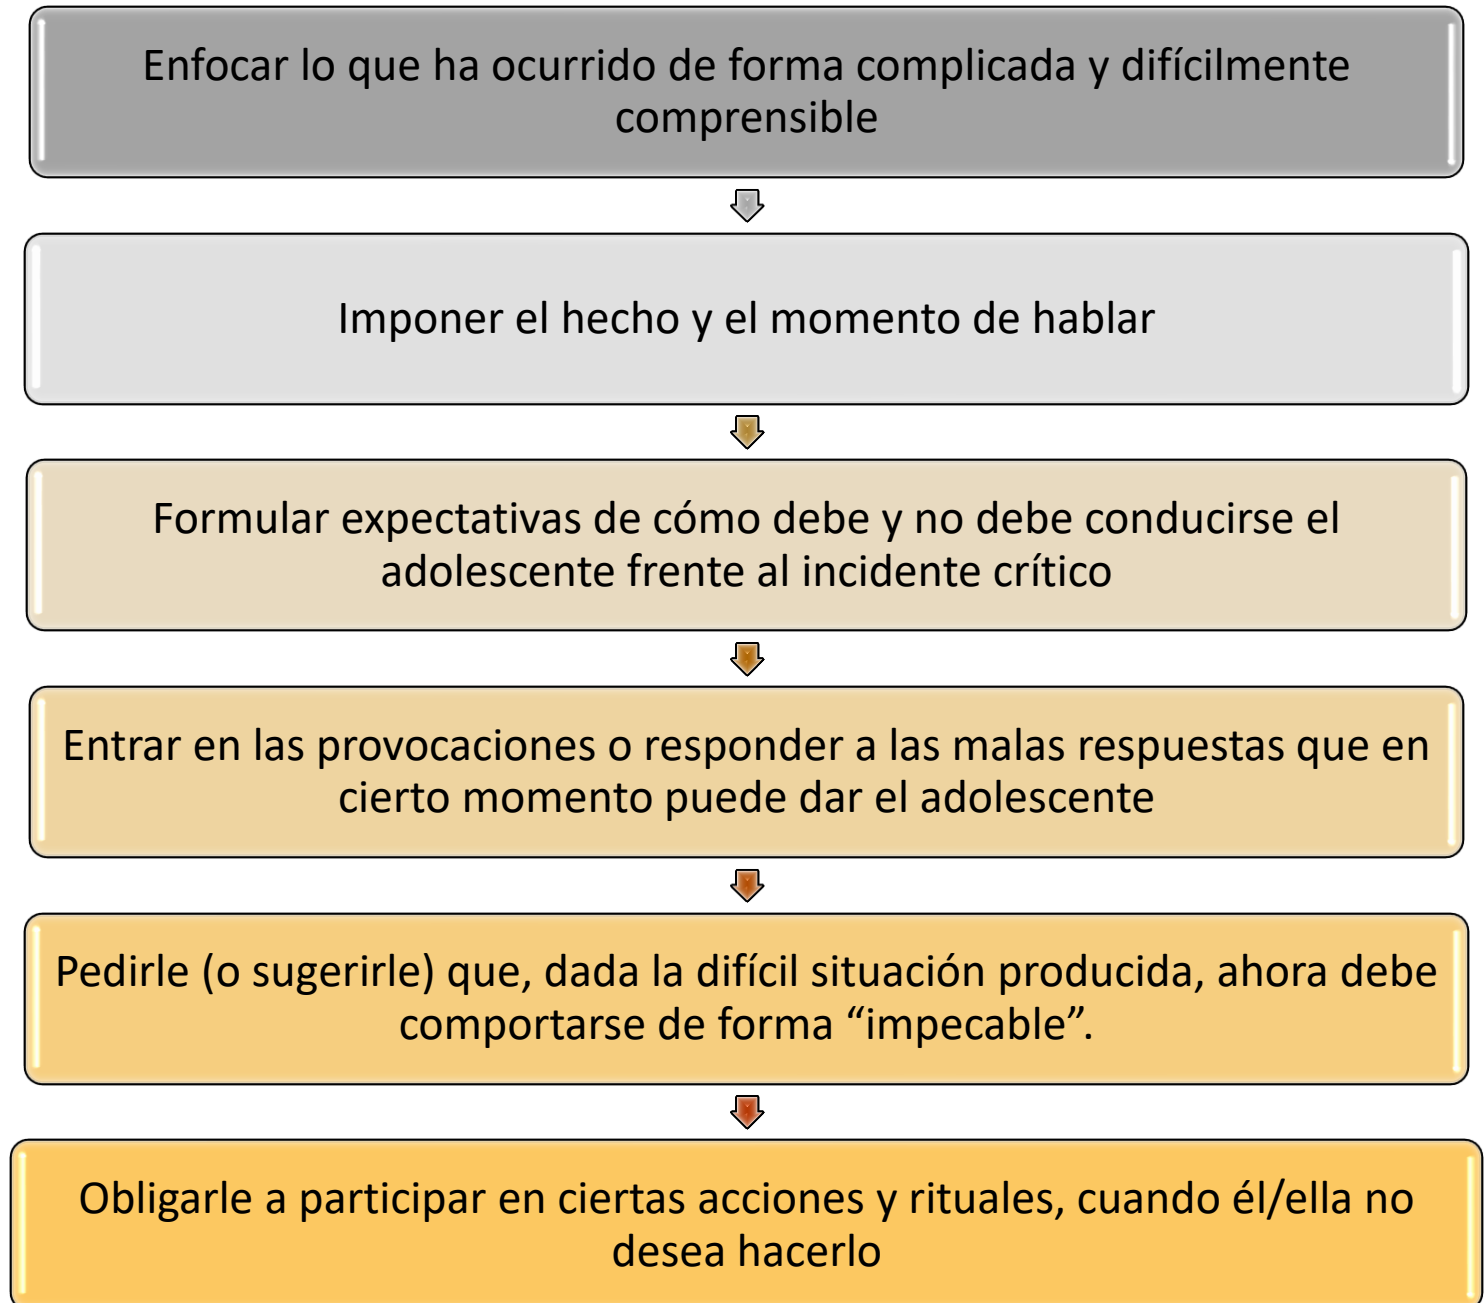 Enfocar lo que ha ocurrido de forma complicada y difícilmente
comprensible
Imponer el hecho y el momento de hablar
Formular expectativas de cómo debe y no debe conducirse el
adolescente frente al incidente crítico
Entrar en las provocaciones o responder a las malas respuestas que en
cierto momento puede dar el adolescente
Pedirle (o sugerirle) que, dada la difícil situación producida, ahora debe
comportarse de forma “impecable”.
Obligarle a participar en ciertas acciones y rituales, cuando él/ella no
desea hacerlo